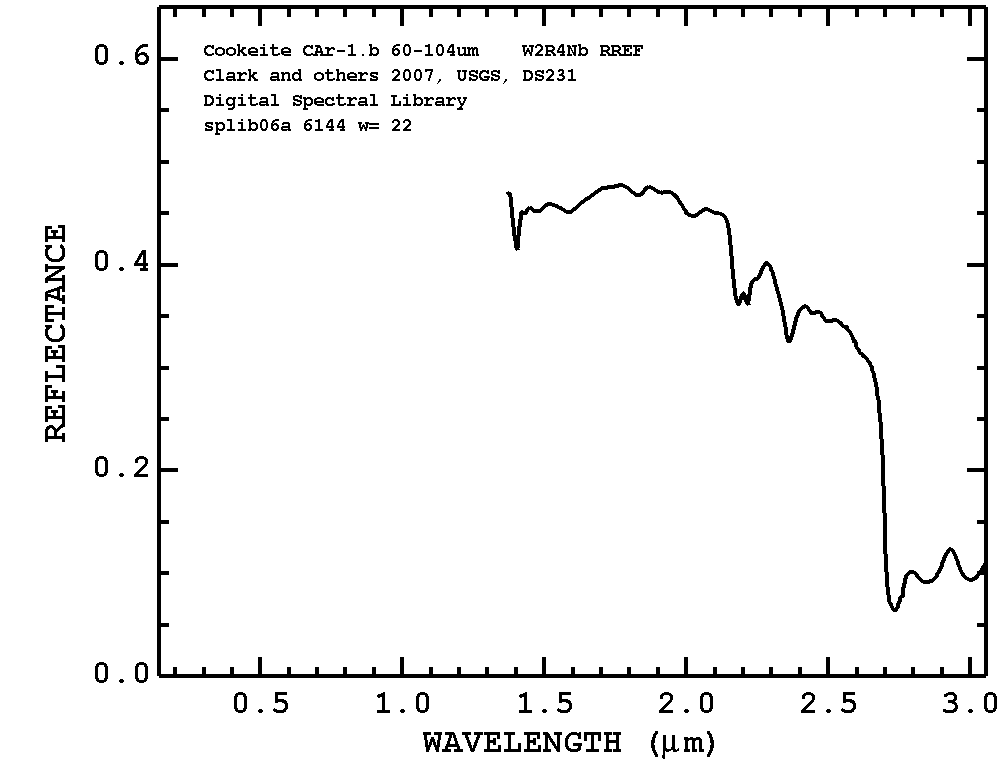 Cookeite CAr-1.b 60-104um    W2R4Nb RREF
Clark and others 2007, USGS, DS231
Digital Spectral Library
splib06a 6144 w= 22
REFLECTANCE
0.6
0.4
0.2
0.0
0.5 1.0 1.5 2.0 2.5 3.0
WAVELENGTH (μm)